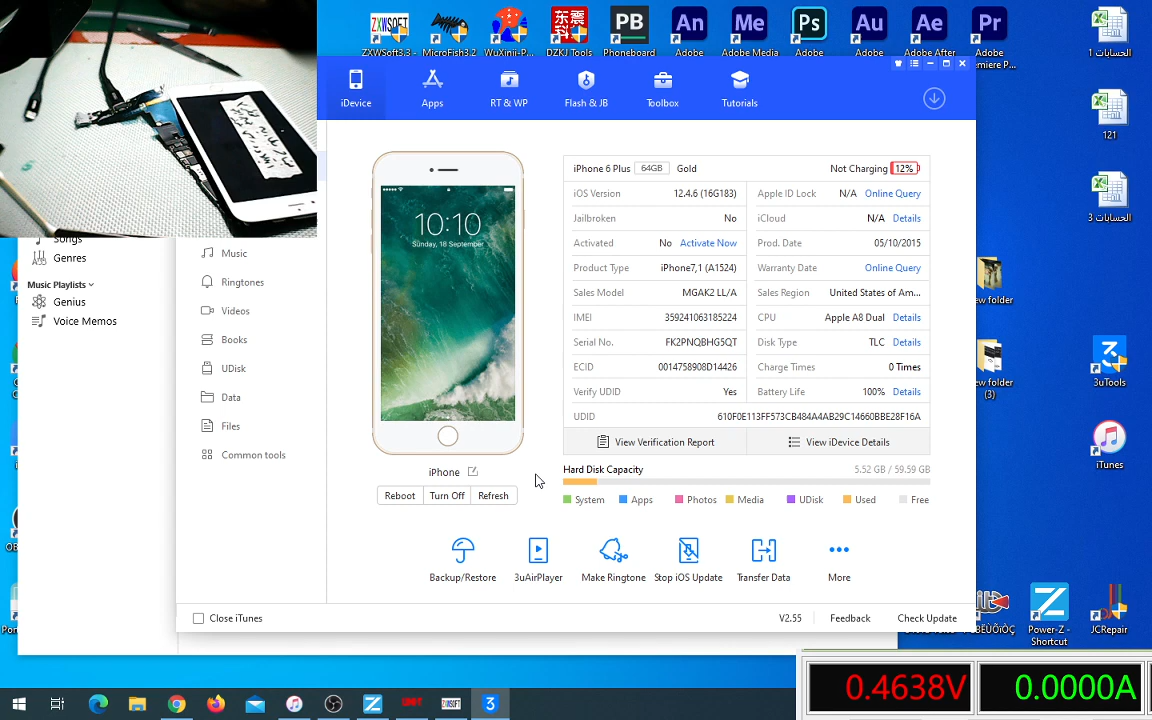 ZXWSOFT3.3 -
MicroFish3.2
WuXinji-P...
东震科
DZKJ Tools
PB
Phoneboard
An
Adobe
Me
Adobe Media
Ps
Adobe
Au
Adobe
Ae
Adobe After
Pr
Adobe
emiere P...
الحسابات 1
121
الحسابات 3
ew folder
ew folder
(3)
3uTools
iTunes
iDevice
Apps
RT & WP
Flash & JB
Toolbox
Tutorials
Songs
Genres
Music Playlists
Genius
Voice Memos
Music
Ringtones
Videos
Books
UDisk
Data
Files
Common tools
10:10
Sunday, 18 September
iPhone
Reboot
Turn Off
Refresh
iPhone 6 Plus 64GB Gold Not Charging 12%
iOS Version 12.4.6 (16G183) Apple ID Lock N/A Online Query
Jailbroken No iCloud N/A Details
Activated No Activate Now Prod. Date 05/10/2015
Product Type iPhone7,1 (A1524) Warranty Date Online Query
Sales Model MGAK2 LL/A Sales Region United States of Am...
IMEI 359241063185224 CPU Apple A8 Dual Details
Serial No. FK2PNQBHG5QT Disk Type TLC Details
ECID 0014758908D14426 Charge Times 0 Times
Verify UDID Yes Battery Life 100% Details
UDID 610F0E113FF573CB484A4AB29C14660BBE28F16A
View Verification Report View iDevice Details
Hard Disk Capacity 5.52 GB / 59.59 GB
System Apps Photos Media UDisk Used Free
Backup/Restore
3uAirPlayer
Make Ringtone
Stop iOS Update
Transfer Data
More
Close iTunes
V2.55
Feedback
Check Update
Power-Z -
Shortcut
JCRepair
0.4638V
0.0000A